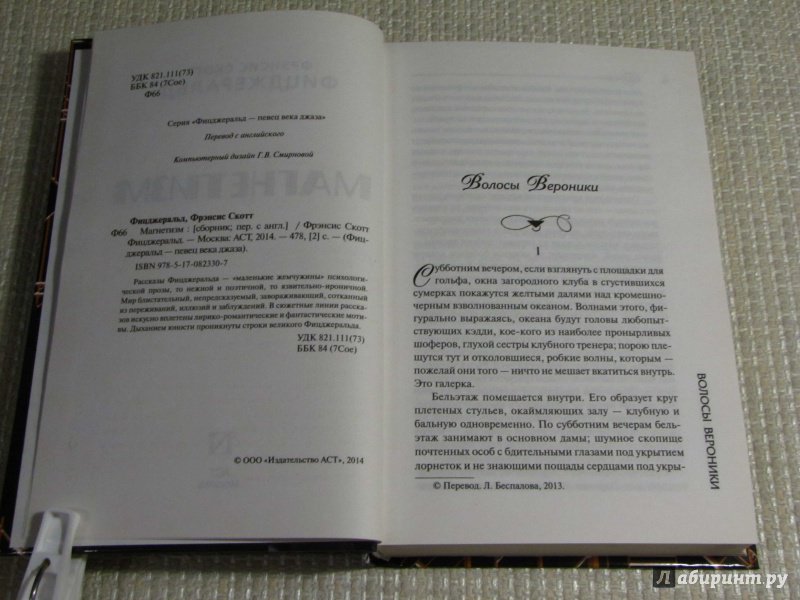 УДК 821.111(73)
ББК 84 (7Сое)
Ф66
Серия «Фицджеральд — певец века джаза»
Перевод с английского
Компьютерный дизайн Г.В. Смирновой
Фицджеральд, Фрэнсис Скотт
Ф66 Магнетизм : [сборник; пер. с англ.] / Фрэнсис Скотт
Фицджеральд. — Москва: АСТ, 2014. — 478, [2] с. — (Фиц-
джеральд — певец века джаза).
ISBN 978-5-17-082330-7
Рассказы Фицджеральда — «маленькие жемчужины» психологи-
ческой прозы, то нежной и поэтичной, то язвительно-ироничной.
Мир блистательный, непредсказуемый, завораживающий, сотканный
из переживаний, иллюзий и заблуждений. В сюжетные линии расска-
зов искусно вплетены лирико-романтические и фантастические моти-
вы. Дыханием юности проникнуты строки великого Фицджеральда.
УДК 821.111(73)
ББК 84 (7Сое)
© ООО «Издательство АСТ», 2014
Волосы Вероники
I
Субботним вечером, если взглянуть с площадки для
гольфа, окна загородного клуба в сгустившихся
сумерках покажутся желтыми далями над кромешно-
черным взволнованным океаном. Волнами этого, фи-
гурально выражаясь, океана будут головы любопыт-
ствующих кэдди, кое-кого из наиболее пронырливых
шоферов, глухой сестры клубного тренера; порою пле-
щутся тут и отколовшиеся, робкие волны, которым —
пожелай они того — ничто не мешает вкатиться внутрь.
Это галерка.
Бельэтаж помещается внутри. Его образует круг
плетеных стульев, окаймляющих залу — клубную и
бальную одновременно. По субботним вечерам бель-
этаж занимают в основном дамы; шумное скопище
почтенных особ с бдительными глазами под укрытием
лорнеток и не знающими пощады сердцами под укры-
© Перевод. Л. Беспалова, 2013.
ВОЛОСЫ ВЕРОНИКИ
Лабиринт.ру